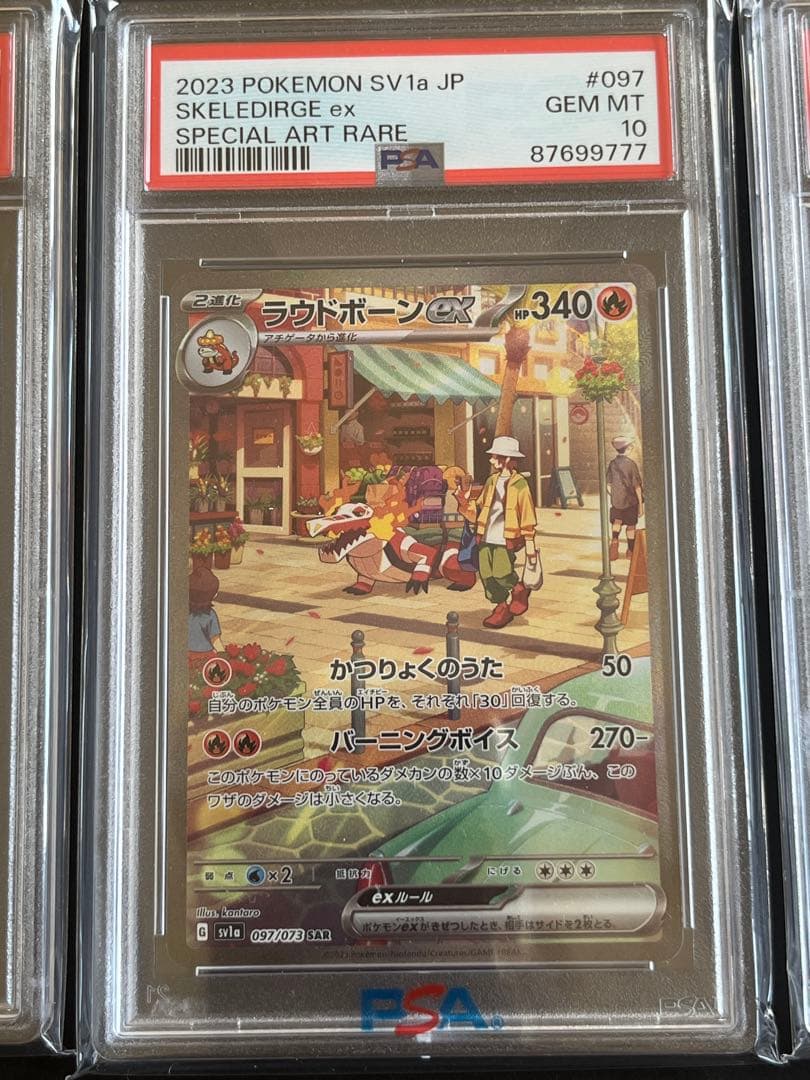 2023 POKEMON SV1a JP #097
SKELEDIRGE ex GEM MT
SPECIAL ART RARE 10
PSA 87699777
2進化 ラウドボーンex HP340
アチゲータから進化
かつりょくのうた 50
自分のポケモン全員のHPを、それぞれ「30」回復する。
バーニングボイス 270-
このポケモンにのっているダメカンの数×10ダメージぶん、この
ワザのダメージは小さくなる。
弱点 ×2 抵抗力 にげる
exルール
ポケモンexがきぜつしたとき、相手はサイドを2枚とる。
Illus. kantaro
G sv1a 097/073 SAR
©2023 Pokémon/Nintendo/Creatures/GAME FREAK.
PSA
PSA